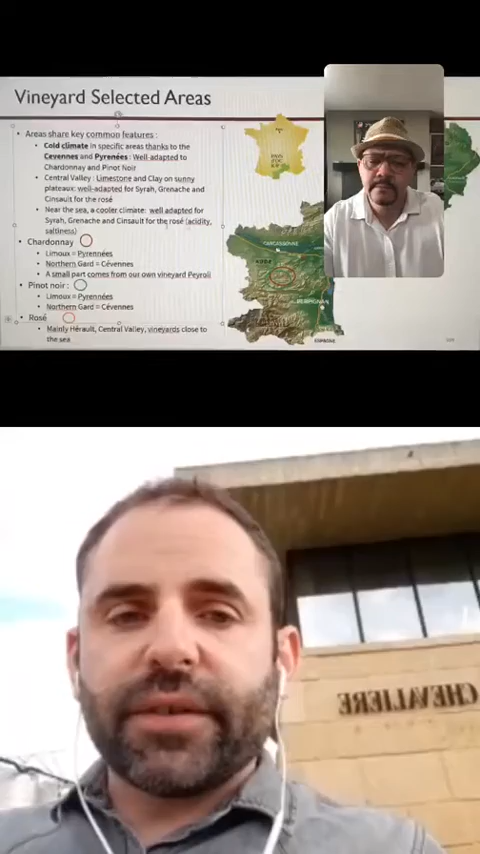 Vineyard Selected Areas
Areas share key common features :
Cold climate in specific areas thanks to the
Cevennes and Pyrénées : Well-adapted to
Chardonnay and Pinot Noir
Central Valley : Limestone and Clay on sunny
plateaux: well-adapted for Syrah, Grenache and
Cinsault for the rosé
Near the sea, a cooler climate: well adapted for
Syrah, Grenache and Cinsault for the rosé (acidity,
saltiness)
Chardonnay
Limoux = Pyrénées
Northern Gard = Cévennes
A small part comes from our own vineyard Peyroli
Pinot noir :
Limoux = Pyrénées
Northern Gard = Cévennes
Rosé
Mainly Hérault, Central Valley, vineyards close to
the sea
PAYS
D'OC
CARCASSONNE
AUDE
PERPIGNAN
CHEVALIERE